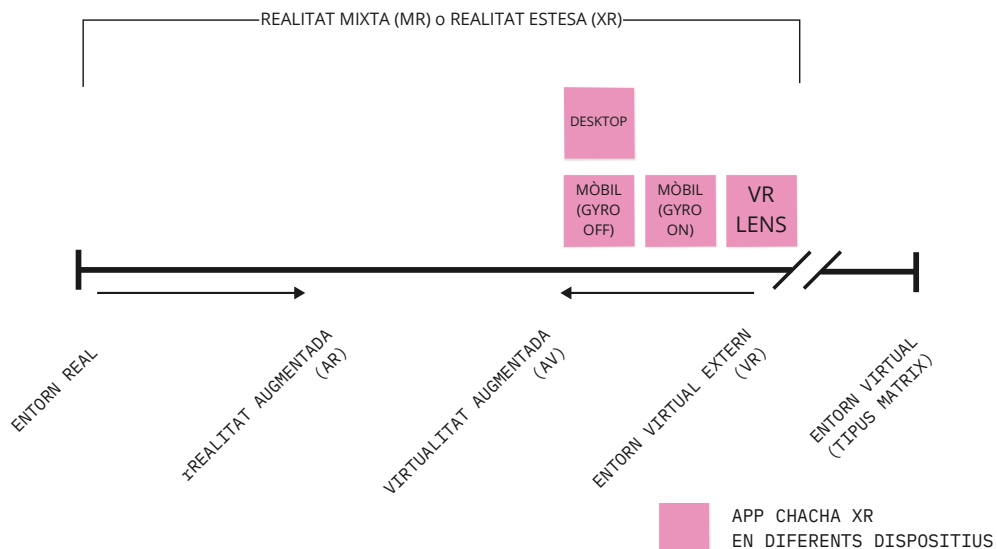 REALITAT MIXTA (MR) o REALITAT ESTESA (XR)
DESKTOP
MÒBIL
(GYRO
OFF)
MÒBIL
(GYRO
ON)
VR
LENS
ENTORN REAL
rREALITAT AUGMENTADA
(AR)
VIRTUALITAT AUGMENTADA
(AV)
ENTORN VIRTUAL EXTERN
(VR)
ENTORN VIRTUAL
(TIPUS MATRIX)
APP CHACHA XR
EN DIFERENTS DISPOSITIUS